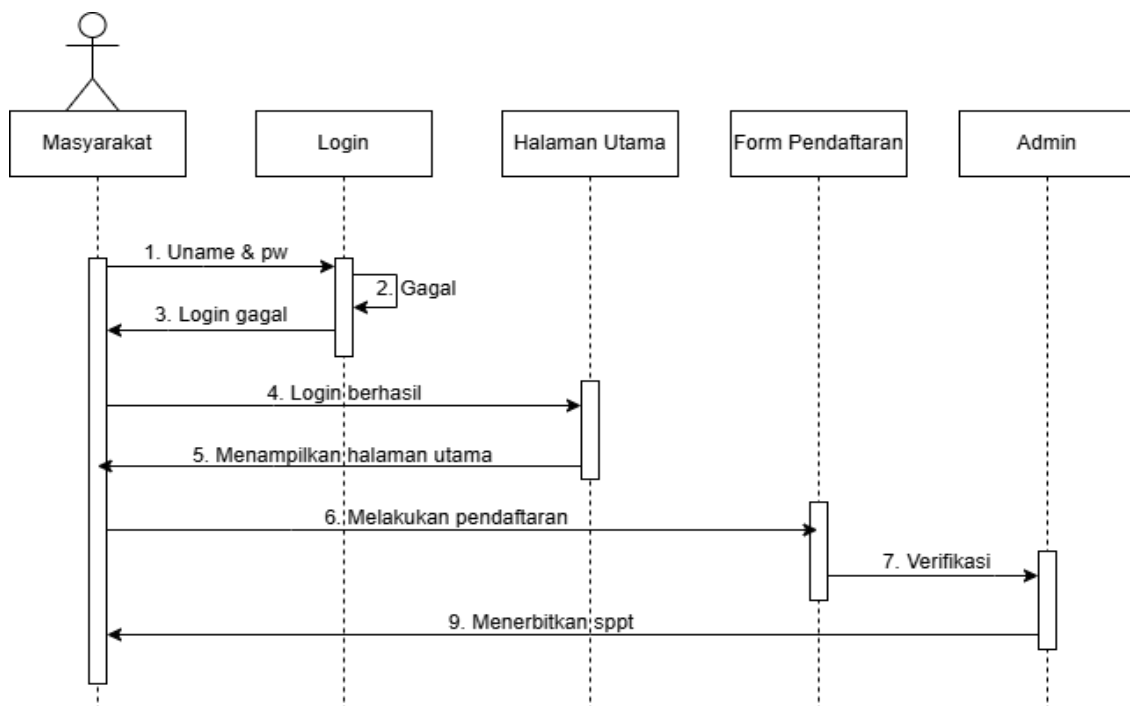 Masyarakat
Login
Halaman Utama
Form Pendaftaran
Admin
1. Uname & pw
2. Gagal
3. Login gagal
4. Login berhasil
5. Menampilkan halaman utama
6. Melakukan pendaftaran
7. Verifikasi
9. Menerbitkan sppt